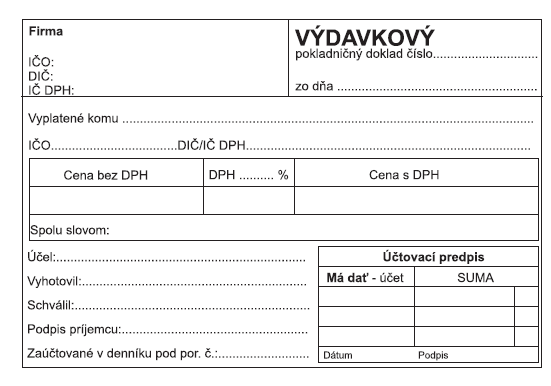 Firma
IČO:
DIČ:
IČ DPH:
VÝDAVKOVÝ
pokladničný doklad číslo..............................
zo dňa ..........................................................
Vyplatené komu ........................................................................................................................
IČO....................................DIČ/IČ DPH..................................................................................
Cena bez DPH DPH .......... % Cena s DPH
Spolu slovom:
Účel:........................................................................
Vyhotovil:.................................................................
Schválil:...................................................................
Podpis príjemcu:......................................................
Zaúčtované v denníku pod por. č.:..........................
Účtovací predpis
Má dať - účet SUMA
Dátum Podpis